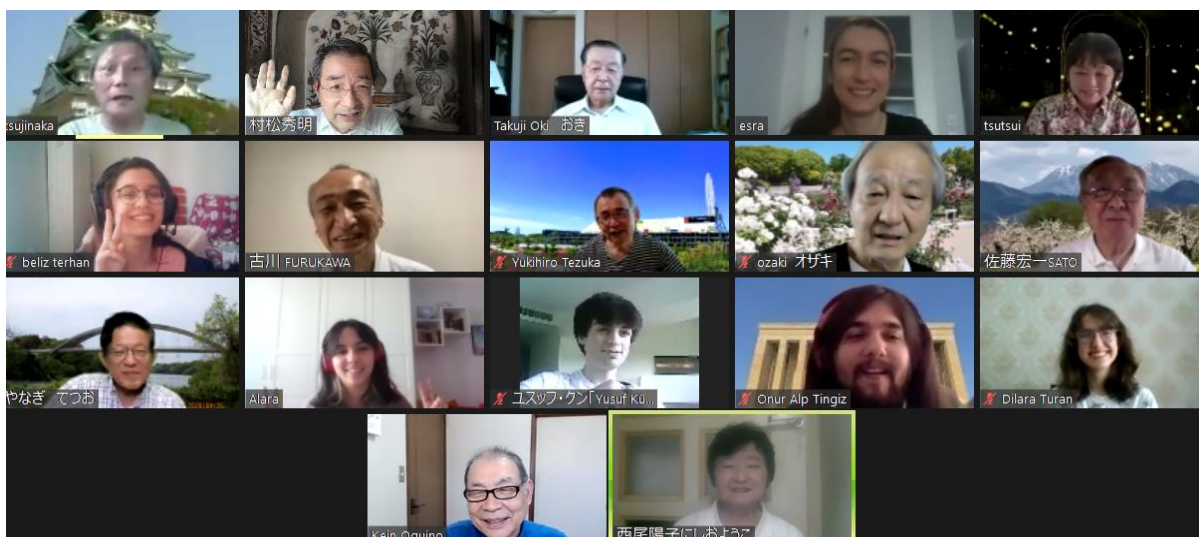 tsujinaka
村松秀明
Takuji Oki おき
esra
tsutsui
beliz terhan
古川 FURUKAWA
Yukihiro Tezuka
ozaki オザキ
佐藤宏一SATO
やなぎ てつお
Alara
ユスッフ・クン「Yusuf Kü...
Onur Alp Tingiz
Dilara Turan
Kein Oguino
西尾陽子にしおようこ